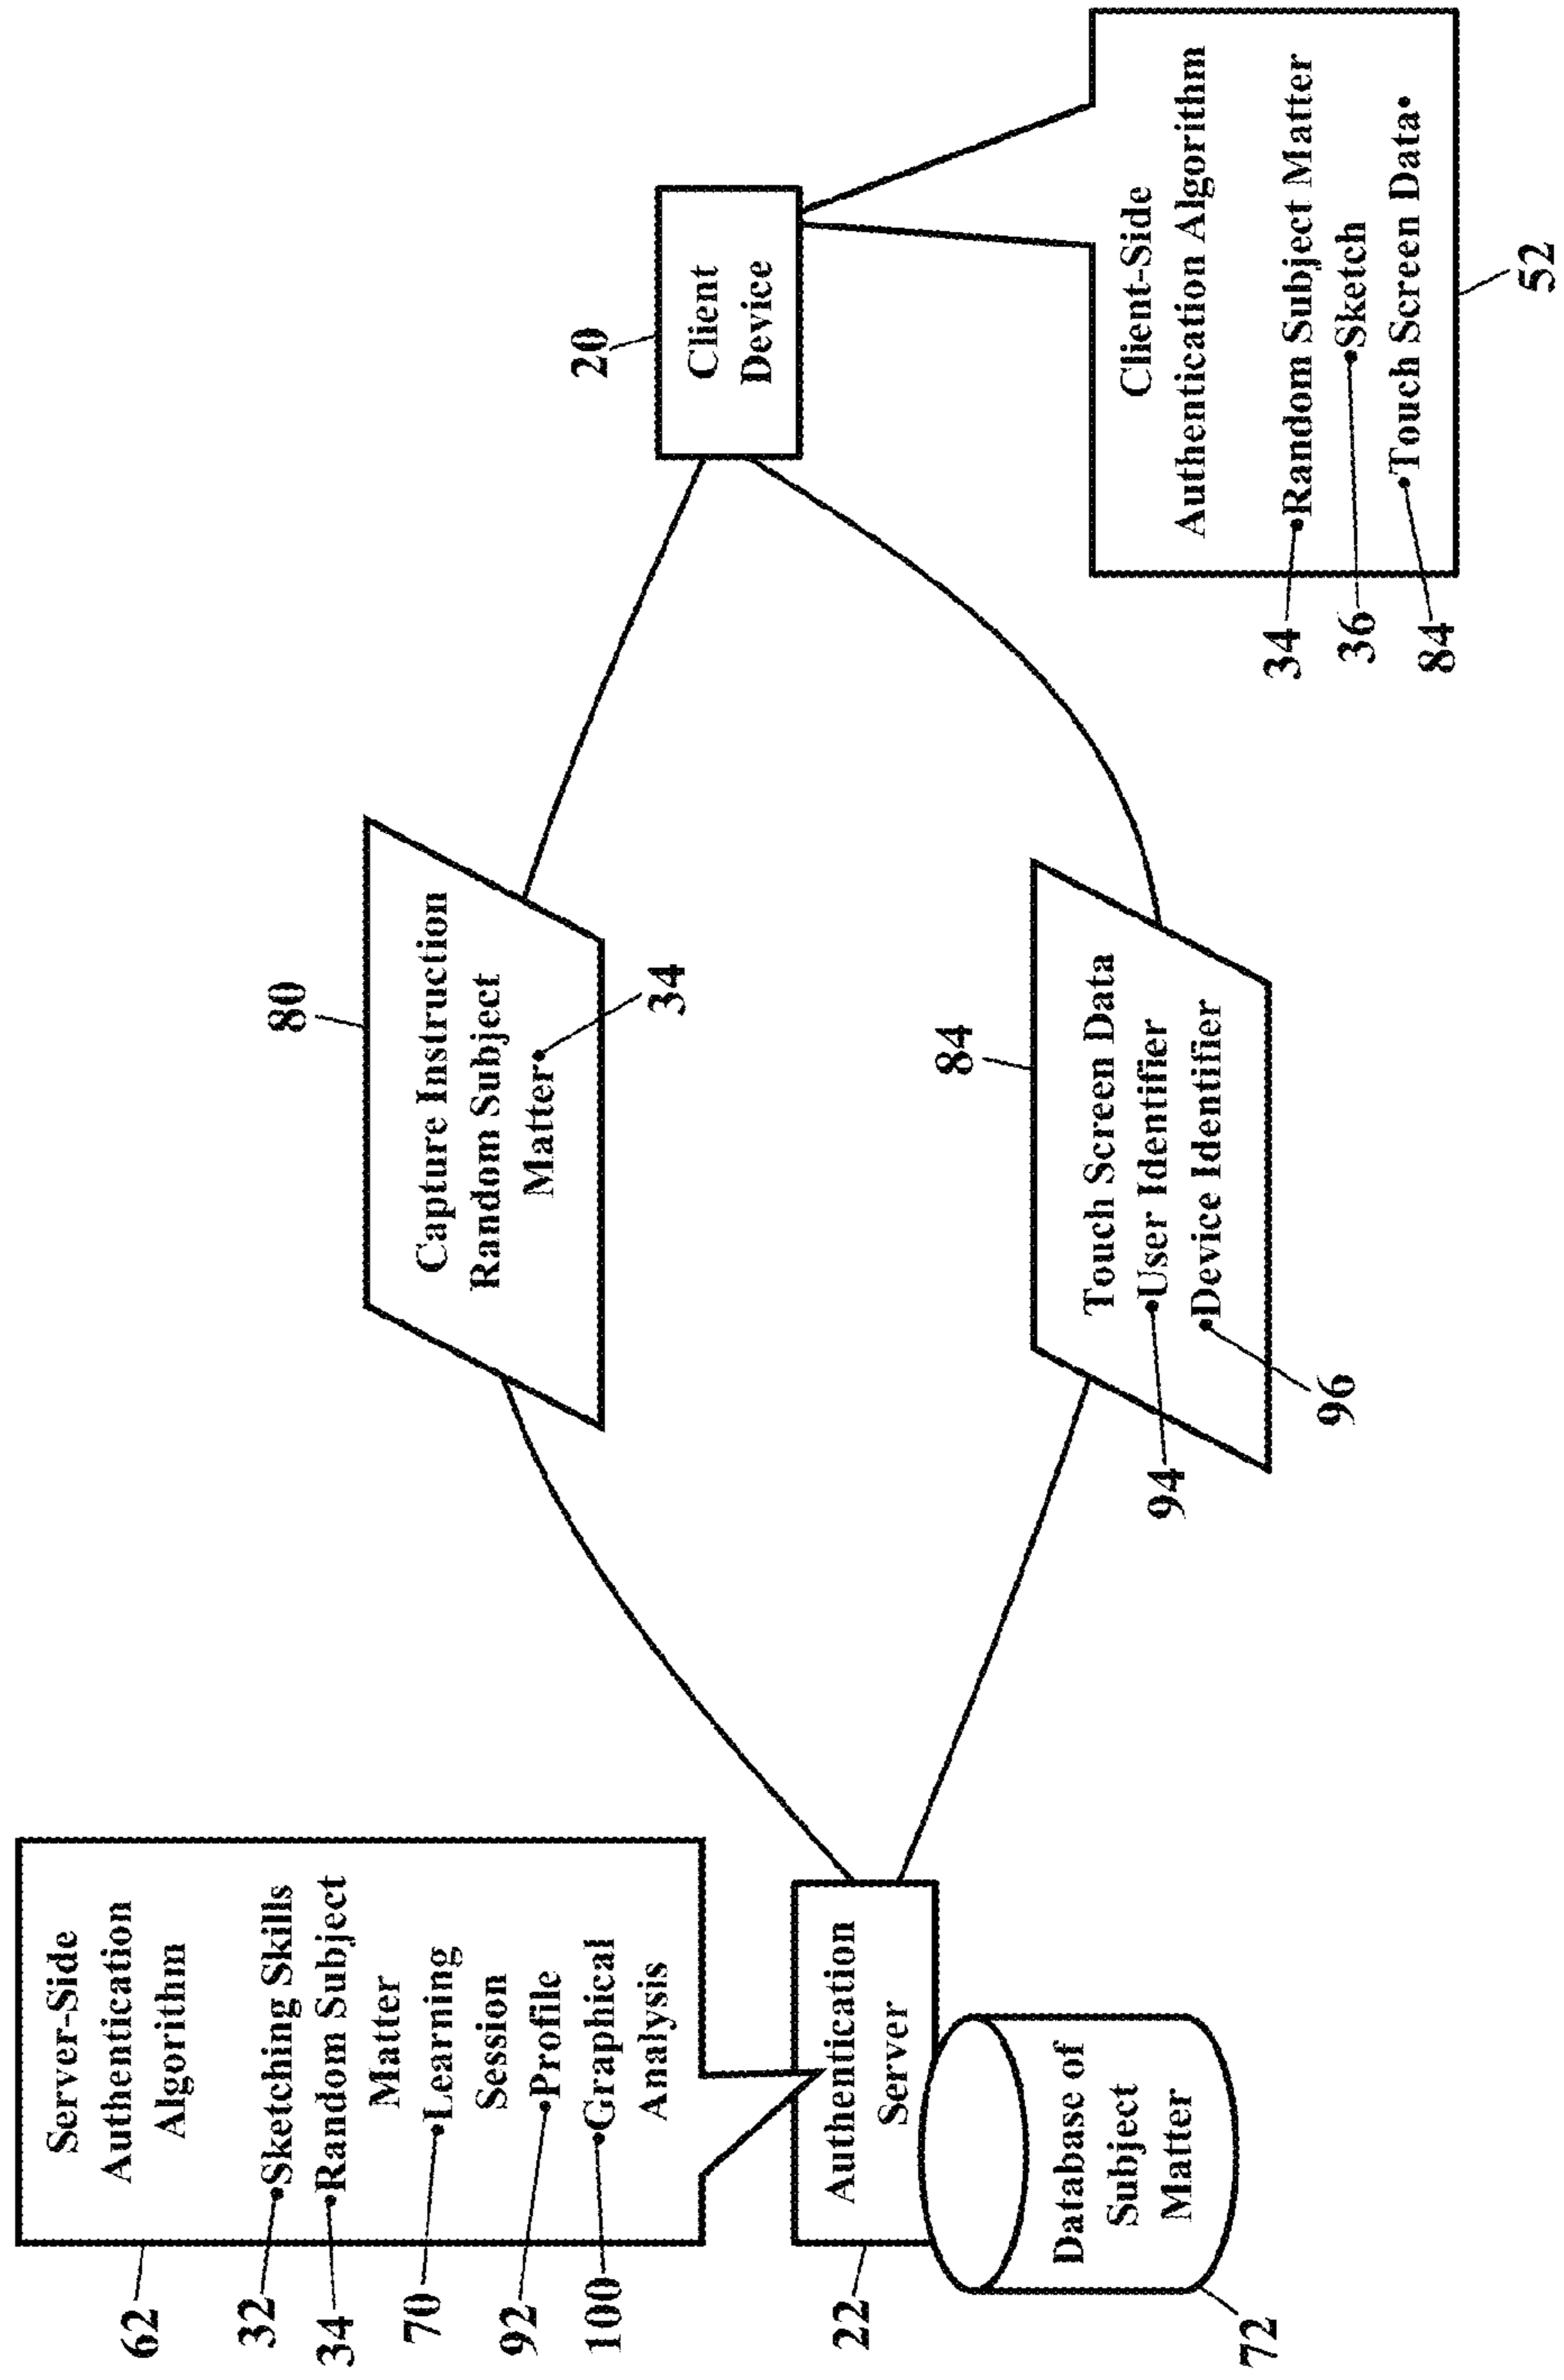 62
Server-Side
Authentication
Algorithm
32
Sketching Skills
34
Random Subject
Matter
70
Learning
Session
92
Profile
100
Graphical
Analysis
22
Authentication
Server
Database of
Subject
Matter
72
80
Capture Instruction
Random Subject
Matter
34
84
Touch Screen Data
User Identifier
Device Identifier
94
96
20
Client
Device
Client-Side
Authentication Algorithm
34
Random Subject Matter
36
Sketch
84
Touch Screen Data
52